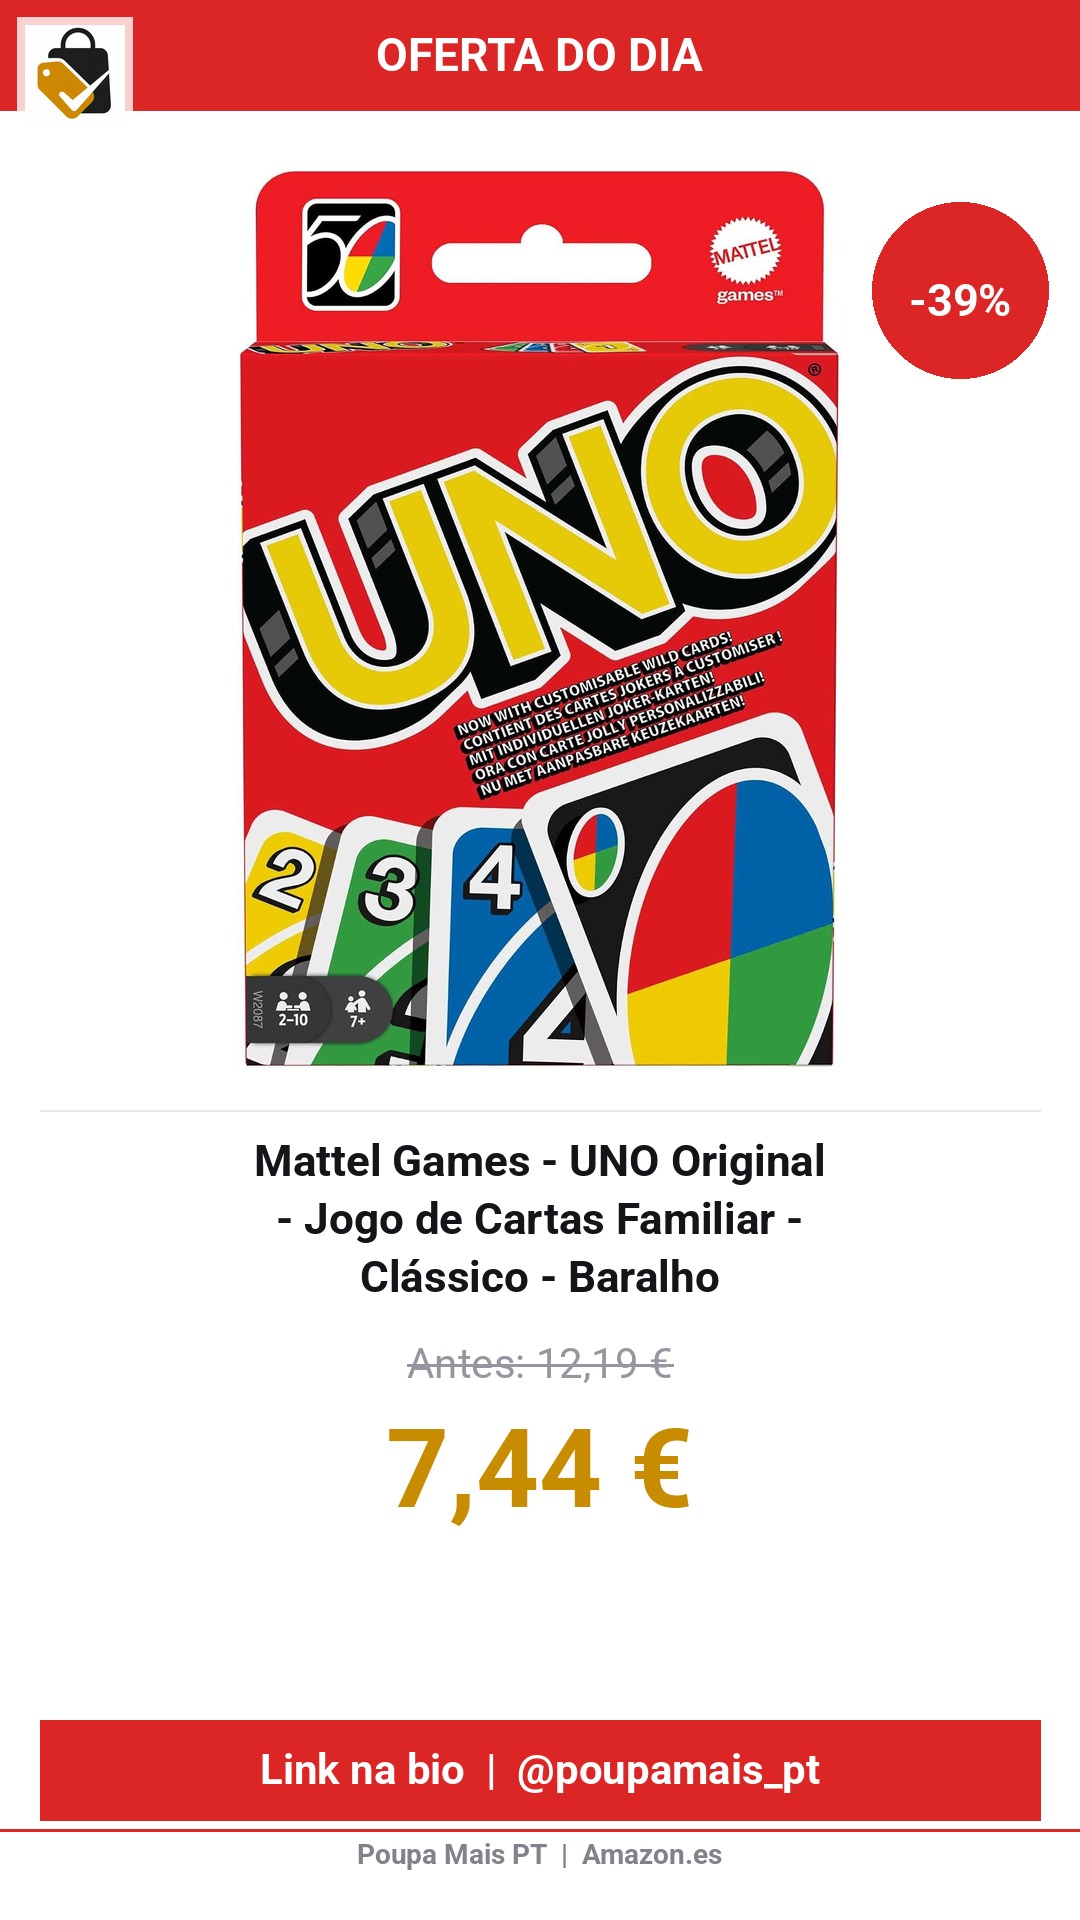 OFERTA DO DIA
50
MATTEL
games™
-39%
UNO
®
UNO
NOW WITH CUSTOMISABLE WILD CARDS!
CONTIENT DES CARTES JOKERS À CUSTOMISER !
MIT INDIVIDUELLEN JOKER-KARTEN!
ORA CON CARTE JOLLY PERSONALIZZABILI!
NU MET AANPASBARE KEUZEKAARTEN!
2
3
4
W2087
2-10
7+
Mattel Games - UNO Original
- Jogo de Cartas Familiar -
Clássico - Baralho
Antes: 12,19 €
7,44 €
Link na bio | @poupamais_pt
Poupa Mais PT | Amazon.es